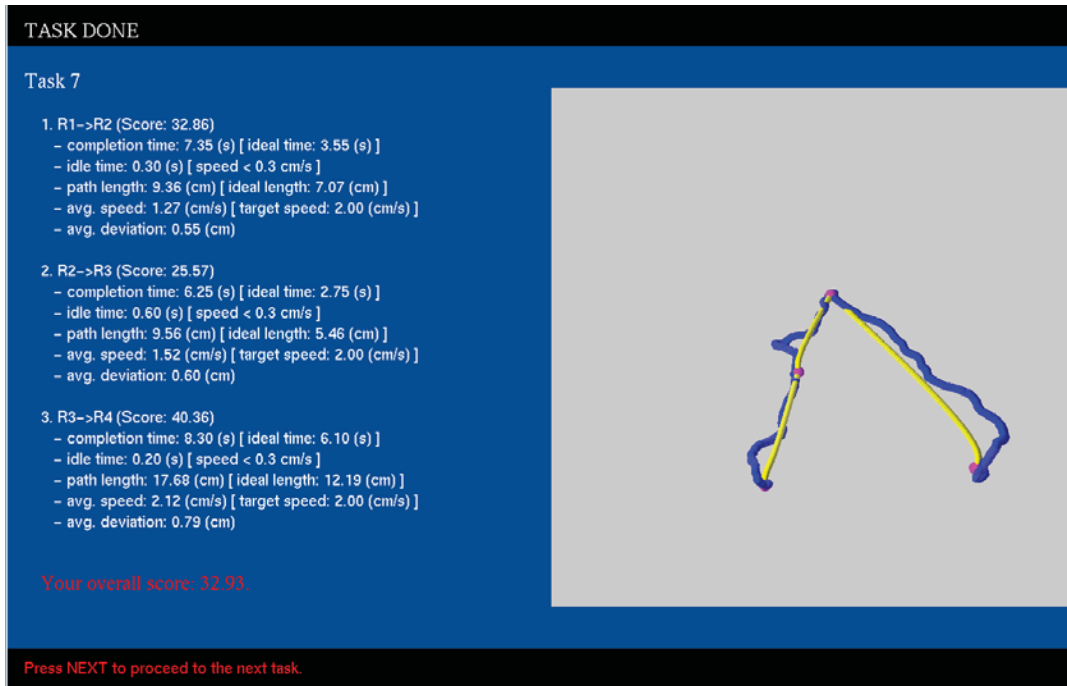 TASK DONE
Task 7
1. R1->R2 (Score: 32.86)
– completion time: 7.35 (s) [ ideal time: 3.55 (s) ]
– idle time: 0.30 (s) [ speed < 0.3 cm/s ]
– path length: 9.36 (cm) [ ideal length: 7.07 (cm) ]
– avg. speed: 1.27 (cm/s) [ target speed: 2.00 (cm/s) ]
– avg. deviation: 0.55 (cm)
2. R2->R3 (Score: 25.57)
– completion time: 6.25 (s) [ ideal time: 2.75 (s) ]
– idle time: 0.60 (s) [ speed < 0.3 cm/s ]
– path length: 9.56 (cm) [ ideal length: 5.46 (cm) ]
– avg. speed: 1.52 (cm/s) [ target speed: 2.00 (cm/s) ]
– avg. deviation: 0.60 (cm)
3. R3->R4 (Score: 40.36)
– completion time: 8.30 (s) [ ideal time: 6.10 (s) ]
– idle time: 0.20 (s) [ speed < 0.3 cm/s ]
– path length: 17.68 (cm) [ ideal length: 12.19 (cm) ]
– avg. speed: 2.12 (cm/s) [ target speed: 2.00 (cm/s) ]
– avg. deviation: 0.79 (cm)
Your overall score: 32.93.
Press NEXT to proceed to the next task.